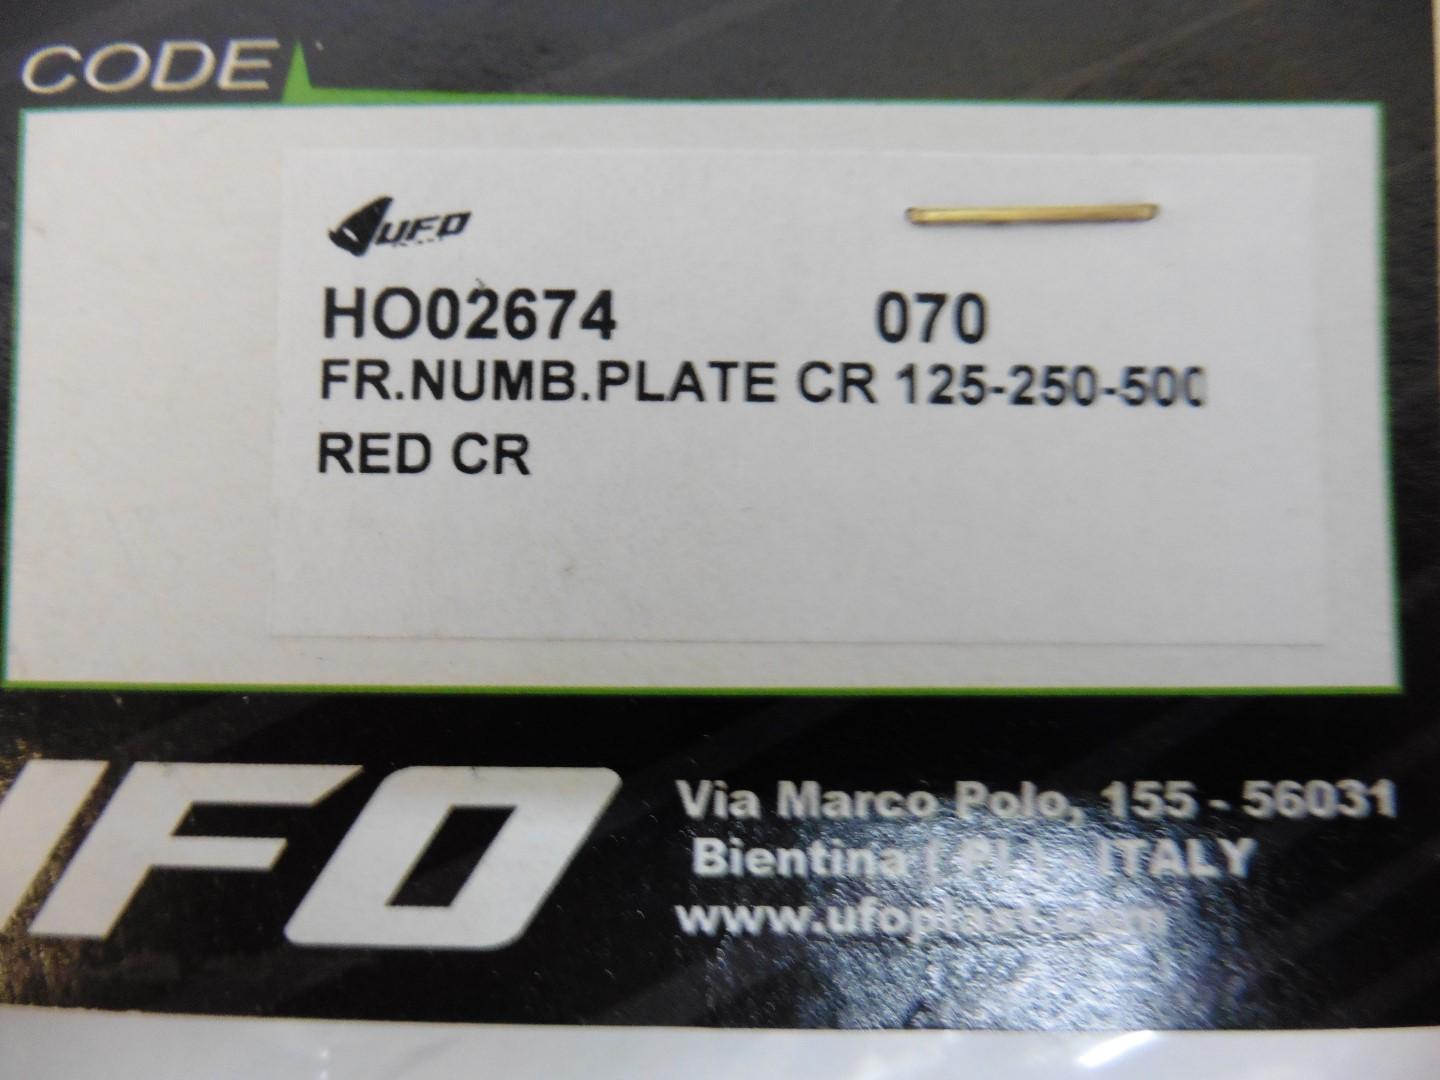 CODE
UFO
HO02674 070
FR.NUMB.PLATE CR 125-250-500
RED CR
UFO
Via Marco Polo, 155 - 56031
Bientina ( PI ) - ITALY
www.ufoplast.com